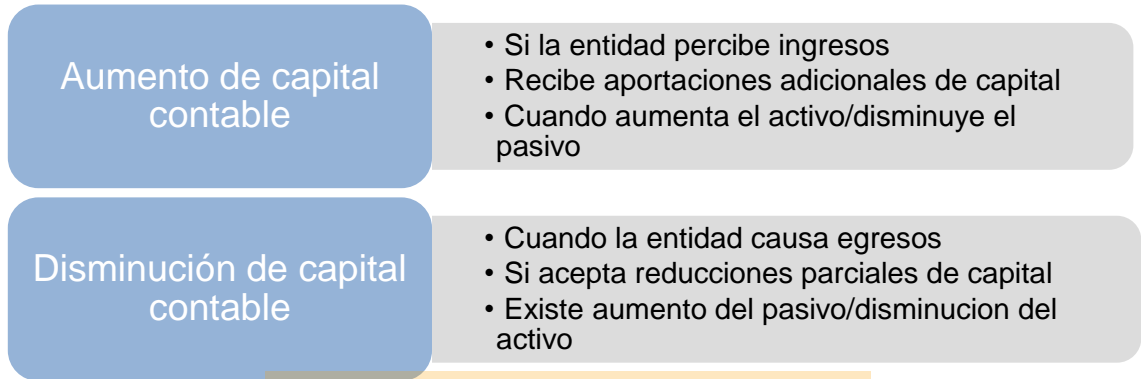 Aumento de capital
contable
• Si la entidad percibe ingresos
• Recibe aportaciones adicionales de capital
• Cuando aumenta el activo/disminuye el
pasivo
Disminución de capital
contable
• Cuando la entidad causa egresos
• Si acepta reducciones parciales de capital
• Existe aumento del pasivo/disminucion del
activo